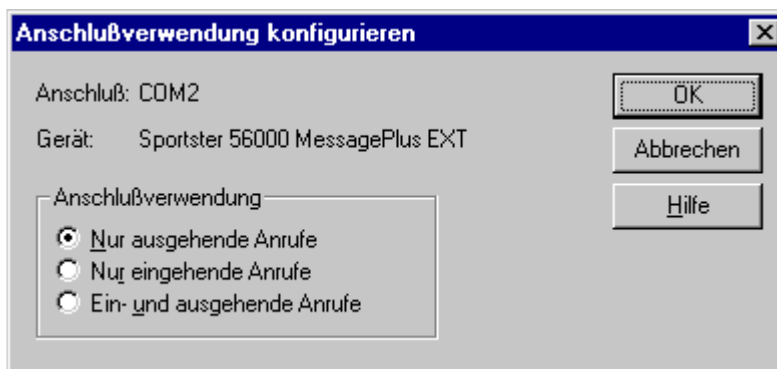 Anschlußverwendung konfigurieren
Anschluß: COM2
Gerät: Sportster 56000 MessagePlus EXT
Anschlußverwendung
Nur ausgehende Anrufe
Nur eingehende Anrufe
Ein- und ausgehende Anrufe
OK
Abbrechen
Hilfe